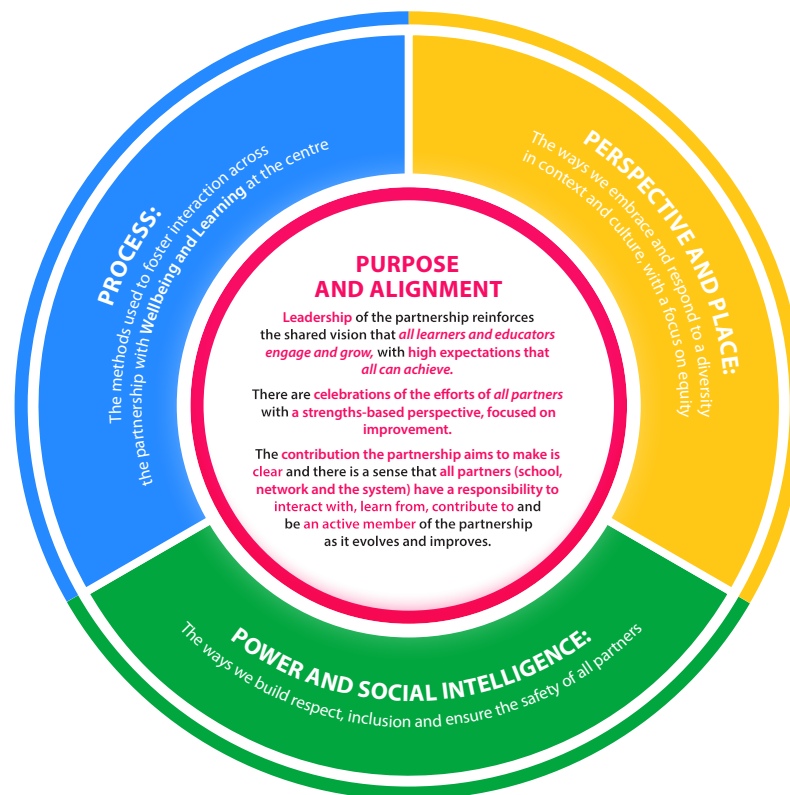 PROCESS:
The methods used to foster interaction across
the partnership with Wellbeing and Learning at the centre
PERSPECTIVE AND PLACE:
The ways we embrace and respond to a diversity
in context and culture, with a focus on equity
PURPOSE
AND ALIGNMENT
Leadership of the partnership reinforces
the shared vision that all learners and educators
engage and grow, with high expectations that
all can achieve.
There are celebrations of the efforts of all partners
with a strengths-based perspective, focused on
improvement.
The contribution the partnership aims to make is
clear and there is a sense that all partners (school,
network and the system) have a responsibility to
interact with, learn from, contribute to and
be an active member of the partnership
as it evolves and improves.
POWER AND SOCIAL INTELLIGENCE:
The ways we build respect, inclusion and ensure the safety of all partners